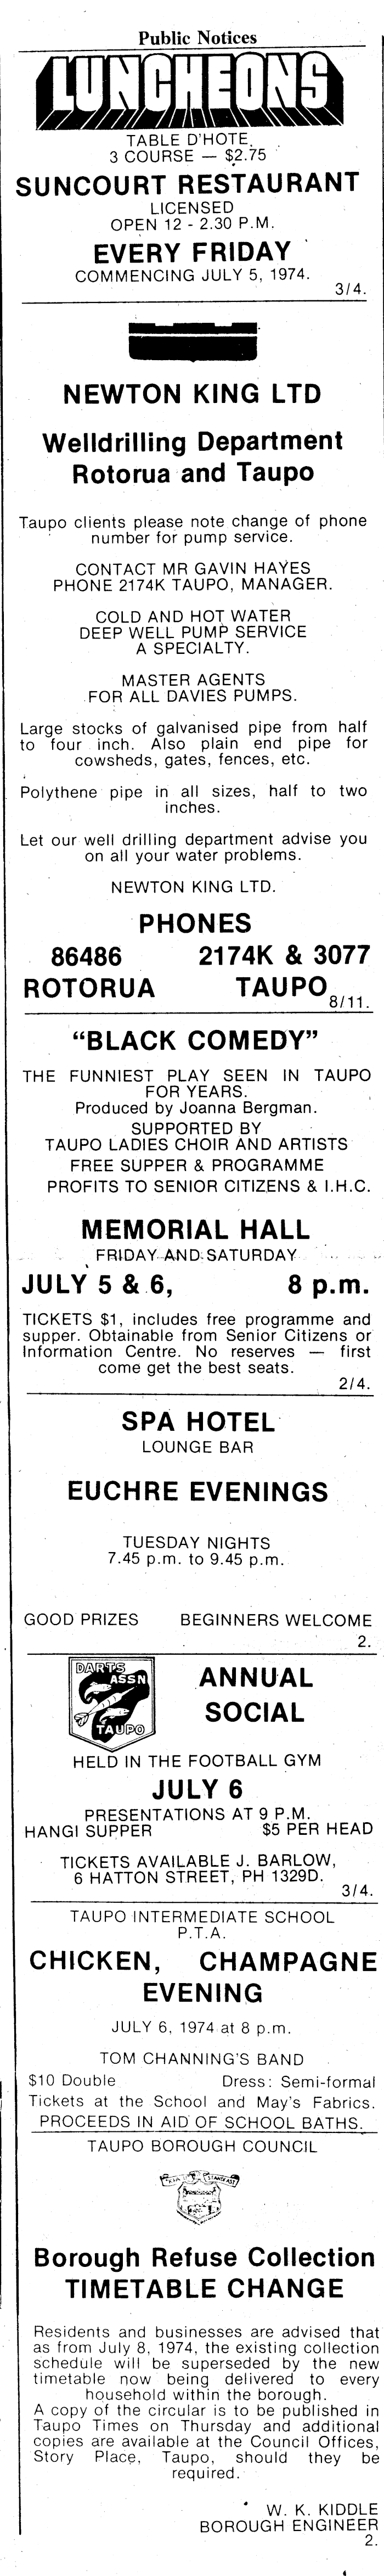 Public Notices
LUNCHEONS
TABLE D'HOTE
3 COURSE — $2.75
SUNCOURT RESTAURANT
LICENSED
OPEN 12 - 2.30 P.M.
EVERY FRIDAY
COMMENCING JULY 5, 1974.
3/4.
NEWTON KING LTD
Welldrilling Department
Rotorua and Taupo
Taupo clients please note change of phone
number for pump service.
CONTACT MR GAVIN HAYES
PHONE 2174K TAUPO, MANAGER.
COLD AND HOT WATER
DEEP WELL PUMP SERVICE
A SPECIALTY.
MASTER AGENTS
FOR ALL DAVIES PUMPS.
Large stocks of galvanised pipe from half
to four inch. Also plain end pipe for
cowsheds, gates, fences, etc.
Polythene pipe in all sizes, half to two
inches.
Let our well drilling department advise you
on all your water problems.
NEWTON KING LTD.
PHONES
86486 2174K & 3077
ROTORUA TAUPO
8/11.
“BLACK COMEDY”
THE FUNNIEST PLAY SEEN IN TAUPO
FOR YEARS.
Produced by Joanna Bergman.
SUPPORTED BY
TAUPO LADIES CHOIR AND ARTISTS
FREE SUPPER & PROGRAMME
PROFITS TO SENIOR CITIZENS & I.H.C.
MEMORIAL HALL
FRIDAY AND SATURDAY
JULY 5 & 6, 8 p.m.
TICKETS $1, includes free programme and
supper. Obtainable from Senior Citizens or
Information Centre. No reserves — first
come get the best seats.
2/4.
SPA HOTEL
LOUNGE BAR
EUCHRE EVENINGS
TUESDAY NIGHTS
7.45 p.m. to 9.45 p.m.
GOOD PRIZES BEGINNERS WELCOME
2.
DARTS
ASSN
TAUPO
ANNUAL
SOCIAL
HELD IN THE FOOTBALL GYM
JULY 6
PRESENTATIONS AT 9 P.M.
HANGI SUPPER $5 PER HEAD
TICKETS AVAILABLE J. BARLOW,
6 HATTON STREET, PH 1329D.
3/4.
TAUPO INTERMEDIATE SCHOOL
P.T.A.
CHICKEN, CHAMPAGNE
EVENING
JULY 6, 1974 at 8 p.m.
TOM CHANNING'S BAND
$10 Double Dress: Semi-formal
Tickets at the School and May's Fabrics.
PROCEEDS IN AID OF SCHOOL BATHS.
TAUPO BOROUGH COUNCIL
KIA U STANDFAST
Borough Refuse Collection
TIMETABLE CHANGE
Residents and businesses are advised that
as from July 8, 1974, the existing collection
schedule will be superseded by the new
timetable now being delivered to every
household within the borough.
A copy of the circular is to be published in
Taupo Times on Thursday and additional
copies are available at the Council Offices,
Story Place, Taupo, should they be
required.
W. K. KIDDLE
BOROUGH ENGINEER
2.